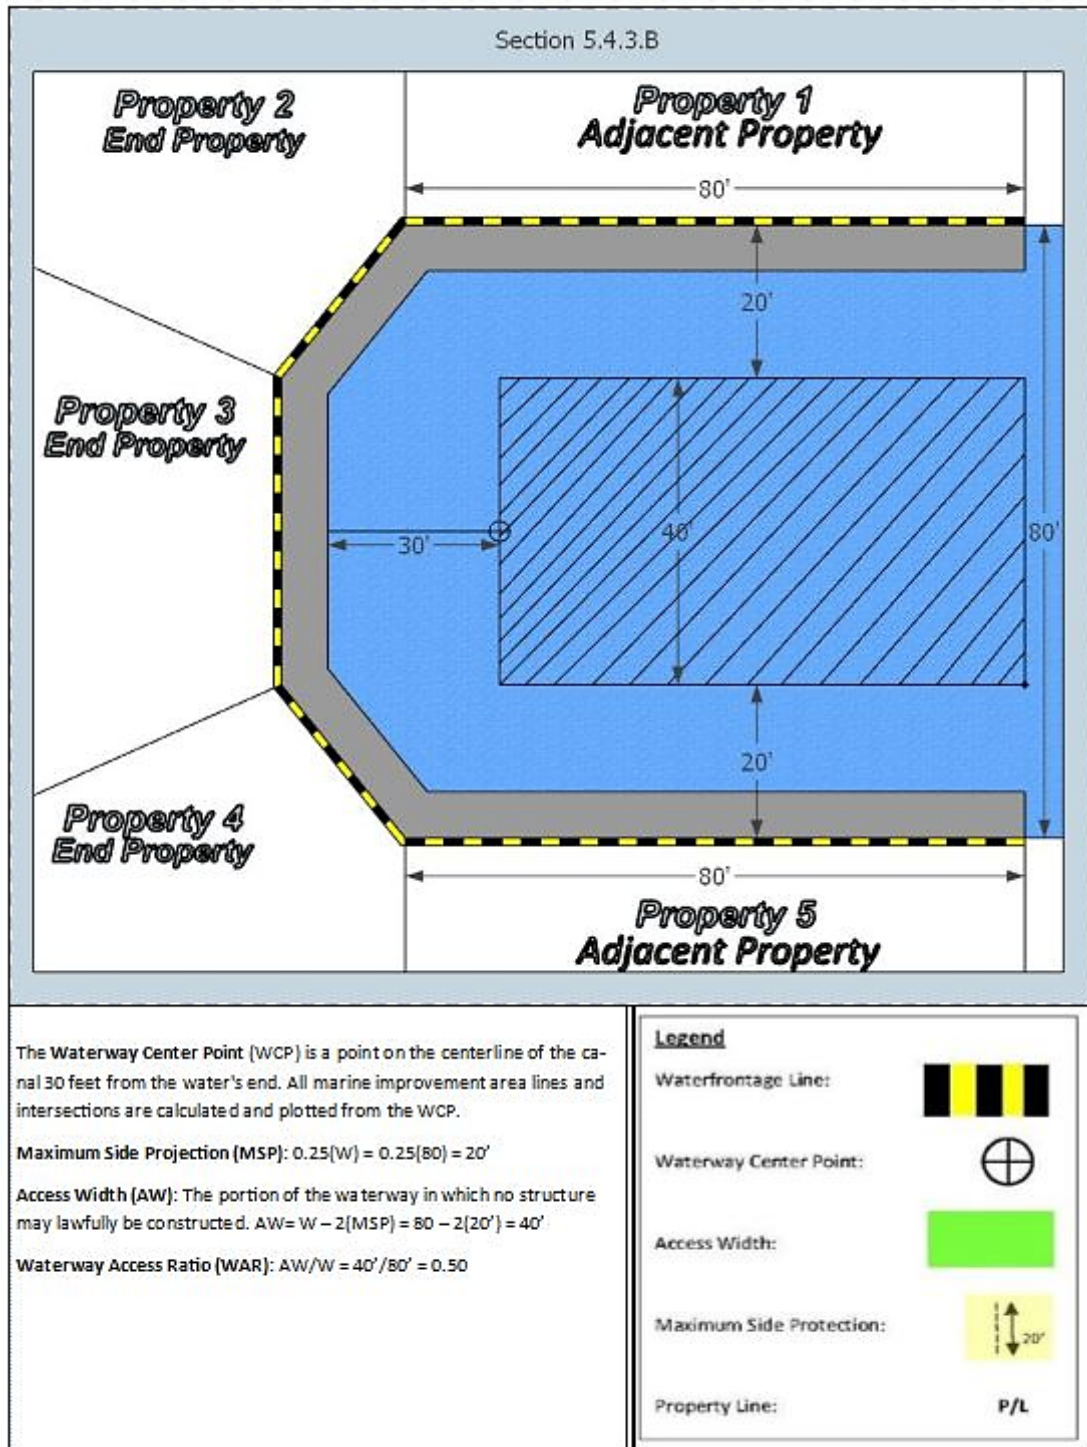 Section 5.4.3.B
Property 2
End Property
Property 1
Adjacent Property
80'
20'
Property 3
End Property
30'
40'
80'
20'
Property 4
End Property
80'
Property 5
Adjacent Property
The Waterway Center Point (WCP) is a point on the centerline of the ca-
nal 30 feet from the water's end. All marine improvement area lines and
intersections are calculated and plotted from the WCP.
Maximum Side Projection (MSP): 0.25(W) = 0.25(80) = 20'
Access Width (AW): The portion of the waterway in which no structure
may lawfully be constructed. AW= W – 2(MSP) = 80 – 2(20') = 40'
Waterway Access Ratio (WAR): AW/W = 40'/80' = 0.50
Legend
Waterfrontage Line:
Waterway Center Point:
Access Width:
Maximum Side Protection:
20'
Property Line:
P/L